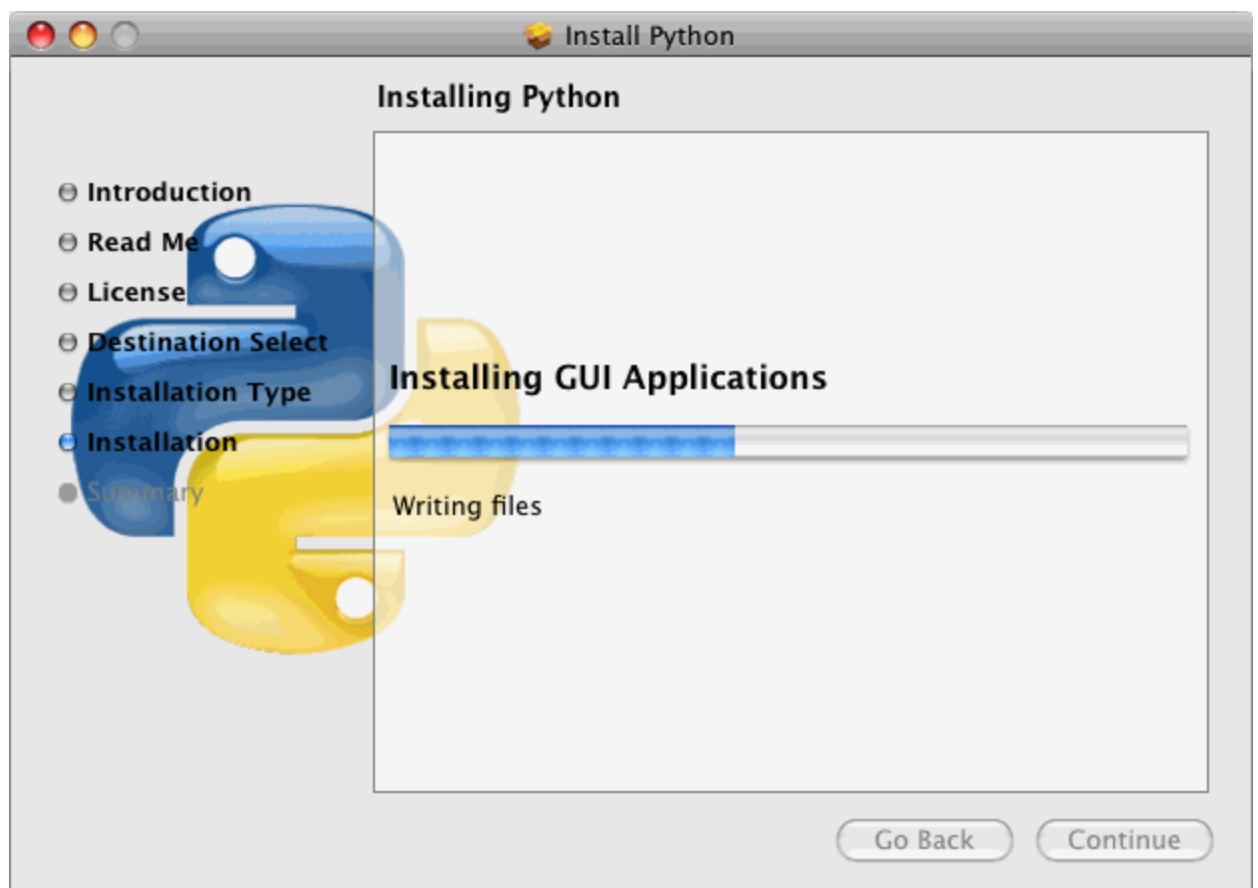 Install Python
Installing Python
Introduction
Read Me
License
Destination Select
Installation Type
Installation
Summary
Installing GUI Applications
Writing files
Go Back
Continue